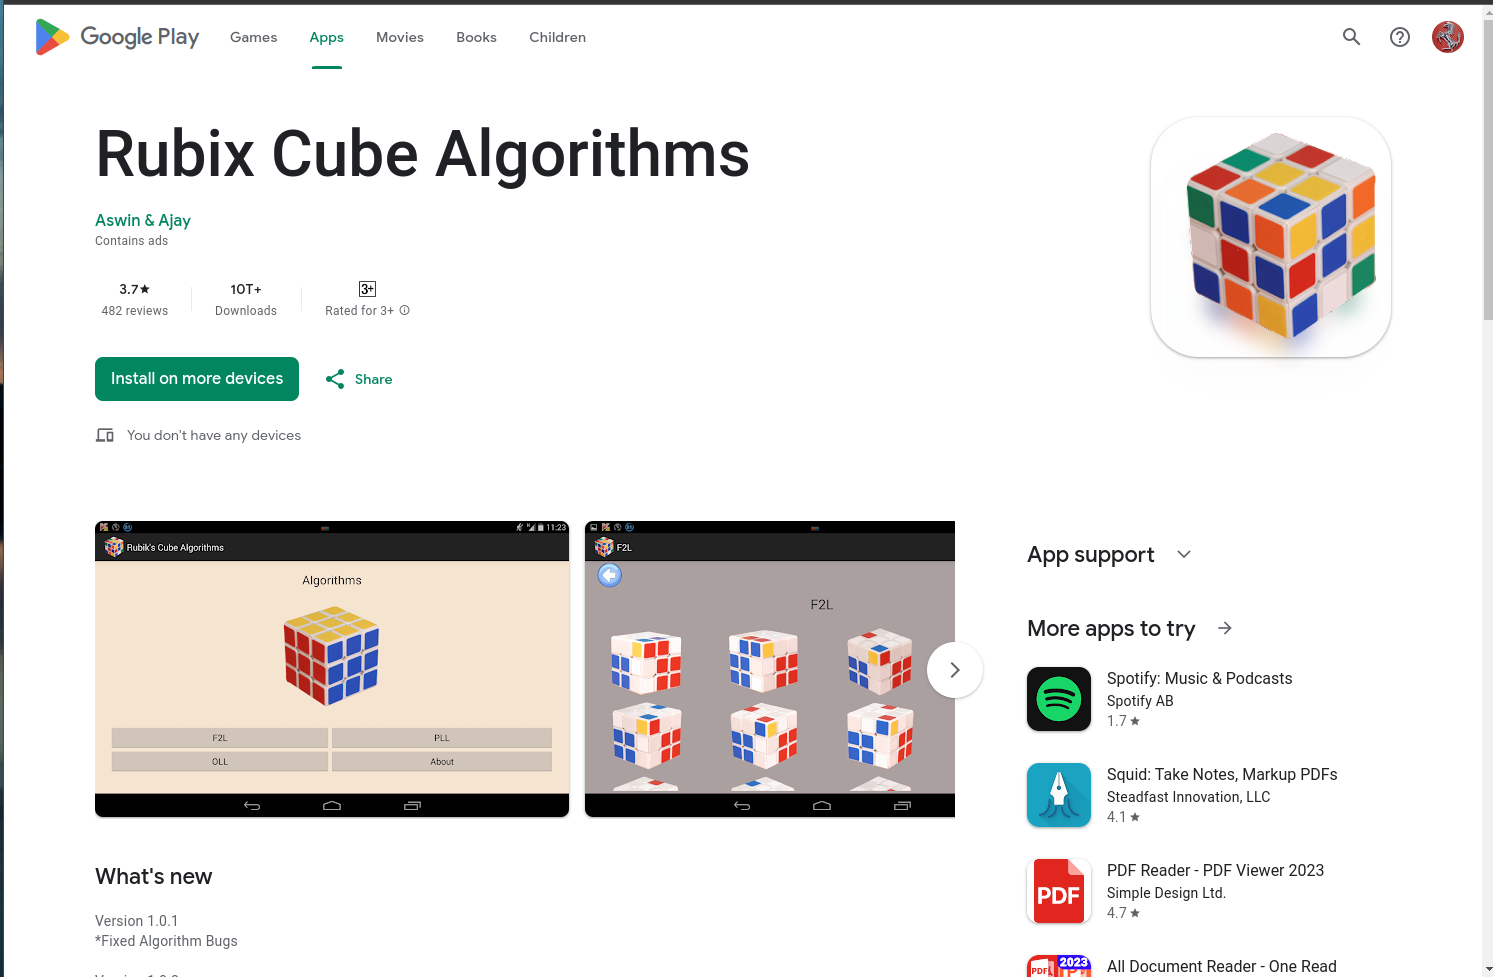 Google Play
Games
Apps
Movies
Books
Children
Rubix Cube Algorithms
Aswin & Ajay
Contains ads
3.7★
482 reviews
10T+
Downloads
3+
Rated for 3+
Install on more devices
Share
You don't have any devices
11:23
Rubik's Cube Algorithms
Algorithms
F2L
PLL
OLL
About
F2L
F2L
What's new
Version 1.0.1
*Fixed Algorithm Bugs
App support
More apps to try
Spotify: Music & Podcasts
Spotify AB
1.7★
Squid: Take Notes, Markup PDFs
Steadfast Innovation, LLC
4.1★
PDF
PDF Reader - PDF Viewer 2023
Simple Design Ltd.
4.7★
2023
PDF
All Document Reader - One Read